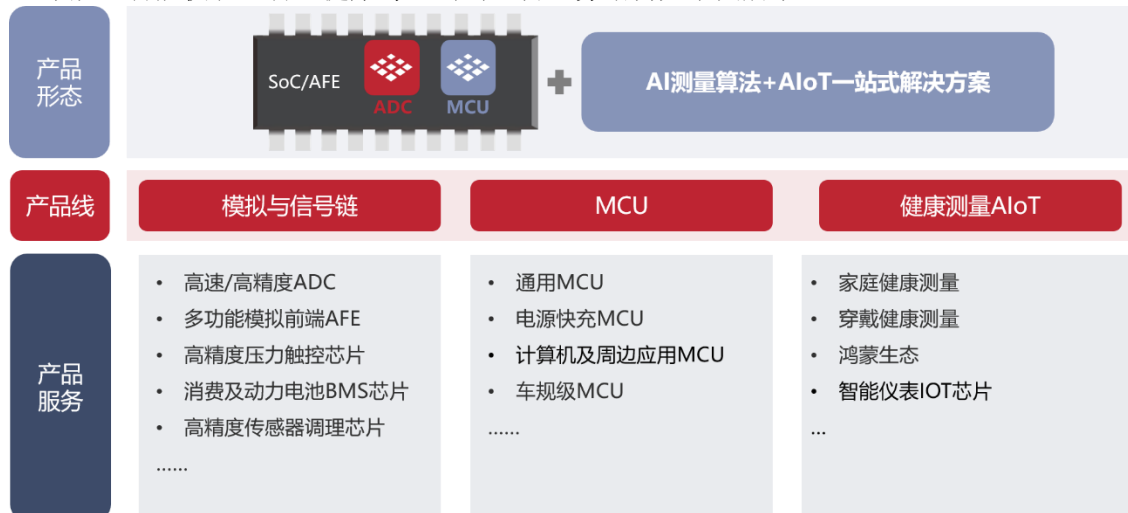 产品
形态
SoC/AFE
ADC
MCU
AI测量算法+AIoT一站式解决方案
产品线
模拟与信号链
MCU
健康测量AIoT
产品
服务
• 高速/高精度ADC
• 多功能模拟前端AFE
• 高精度压力触控芯片
• 消费及动力电池BMS芯片
• 高精度传感器调理芯片
……
• 通用MCU
• 电源快充MCU
• 计算机及周边应用MCU
• 车规级MCU
……
• 家庭健康测量
• 穿戴健康测量
• 鸿蒙生态
• 智能仪表IOT芯片
...